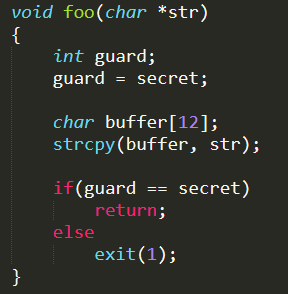 void foo(char *str)
{
    int guard;
    guard = secret;

    char buffer[12];
    strcpy(buffer, str);

    if(guard == secret)
        return;
    else
        exit(1);
}